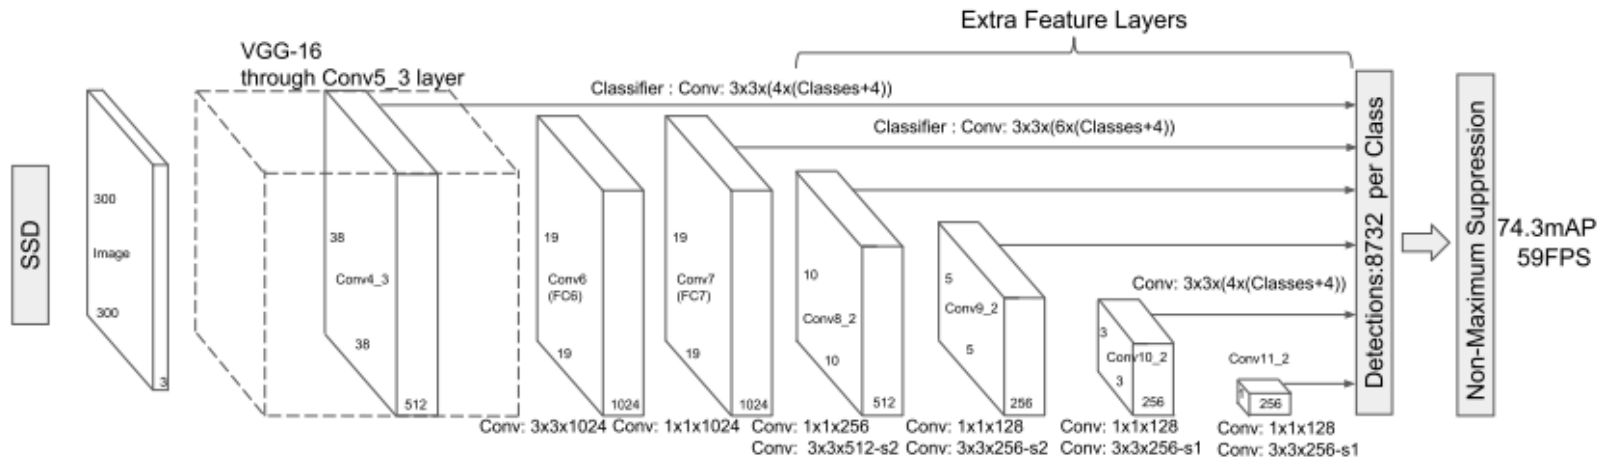 Extra Feature Layers
VGG-16
through Conv5_3 layer
Classifier : Conv: 3x3x(4x(Classes+4))
Classifier : Conv: 3x3x(6x(Classes+4))
SSD
300
Image
300
3
38
Conv4_3
38
512
19
Conv6
(FC6)
19
1024
19
Conv7
(FC7)
19
1024
10
Conv8_2
10
512
5
Conv9_2
5
256
Conv: 3x3x(4x(Classes+4))
3
Conv10_2
3
256
Conv11_2
1
256
Detections:8732 per Class
Non-Maximum Suppression
74.3mAP
59FPS
Conv: 3x3x1024
Conv: 1x1x1024
Conv: 1x1x256
Conv: 3x3x512-s2
Conv: 1x1x128
Conv: 3x3x256-s2
Conv: 1x1x128
Conv: 3x3x256-s1
Conv: 1x1x128
Conv: 3x3x256-s1